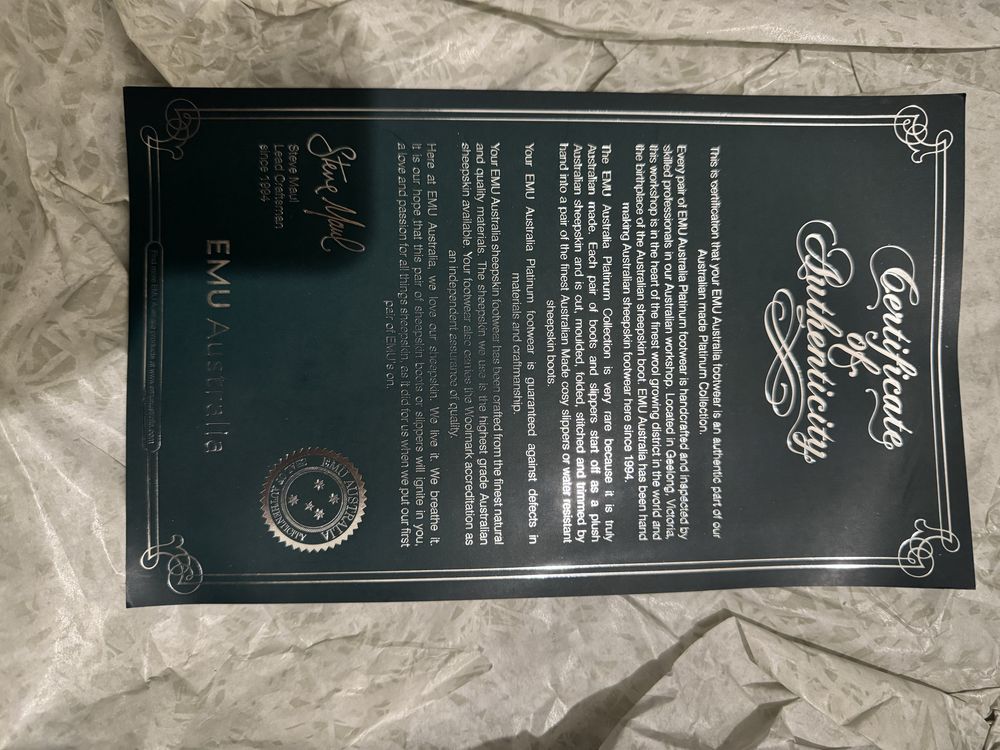 Certificate
of
Authenticity
This is certification that your EMU Australia footwear is an authentic part of our
Australian made Platinum Collection.
Every pair of EMU Australia Platinum footwear is handcrafted and inspected by
skilled professionals in our Australian workshop. Located in Geelong, Victoria,
this workshop is in the heart of the finest wool growing district in the world and
the birthplace of the Australian sheepskin boot. EMU Australia has been hand
making Australian sheepskin footwear here since 1994.
The EMU Australia Platinum Collection is very rare because it is truly
Australian made. Each pair of boots and slippers start off as a plush
Australian sheepskin and is cut, moulded, folded, stitched and trimmed by
hand into a pair of the finest Australian Made cosy slippers or water resistant
sheepskin boots.
Your EMU Australia Platinum footwear is guaranteed against defects in
materials and craftmanship.
Your EMU Australia sheepskin footwear has been crafted from the finest natural
and quality materials. The sheepskin we use is the highest grade Australian
sheepskin available. Your footwear also carries the Woolmark accreditation as
an independent assurance of quality.
Here at EMU Australia, we love our sheepskin. We live it. We breathe it.
It is our hope that this pair of sheepskin boots or slippers will ignite in you,
a love and passion for all things sheepskin, as it did for us when we put our first
pair of EMU's on.
Steve Maul
Steve Maul
Lead craftsman
since 1994
EMU AUSTRALIA
EMU Australia